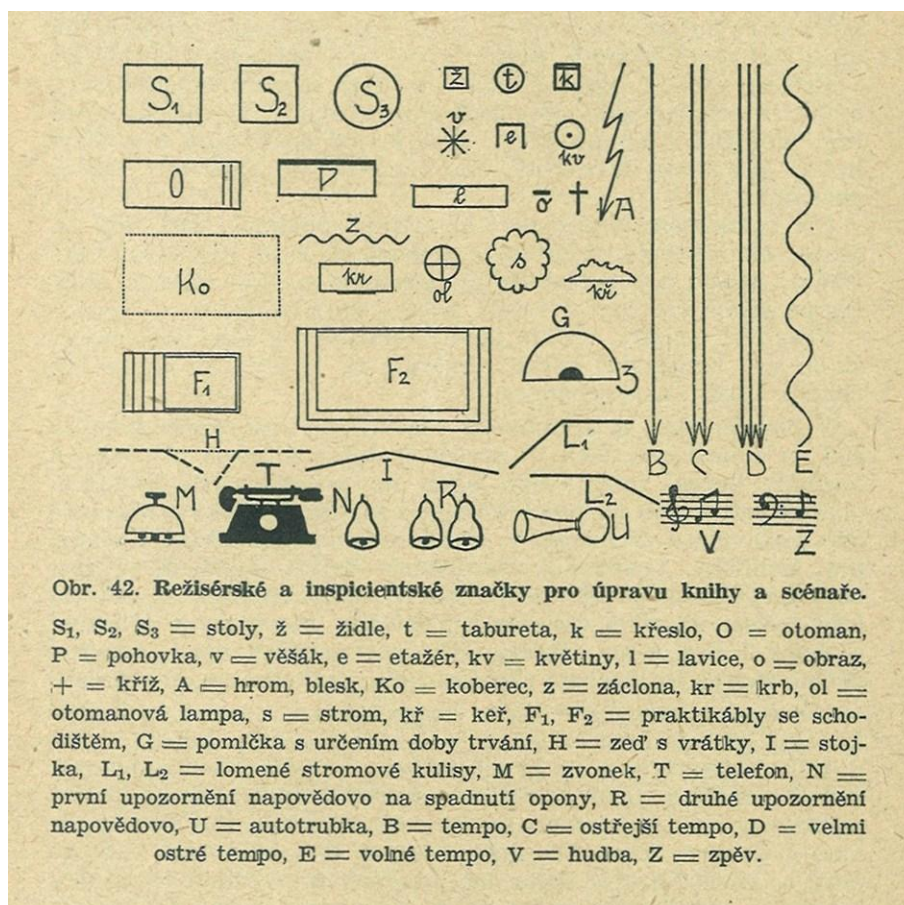 S₁ S₂ S₃ ž t k
v e kv
O P l o † A
z
Ko kr ol s kř
G
F₁ F₂ 3
H L₁ B C D E
T I
M N R L₂ U V Z
Obr. 42. Režisérské a inspicientské značky pro úpravu knihy a scénaře.
S₁, S₂, S₃ = stoly, ž = židle, t = tabureta, k = křeslo, O = otoman,
P = pohovka, v = věšák, e = etažér, kv = květiny, l = lavice, o = obraz,
+ = kříž, A = hrom, blesk, Ko = koberec, z = záclona, kr = krb, ol =
otomanová lampa, s = strom, kř = keř, F₁, F₂ = praktikábly se scho-
dištěm, G = pomlčka s určením doby trvání, H = zeď s vrátky, I = stoj-
ka, L₁, L₂ = lomené stromové kulisy, M = zvonek, T = telefon, N =
první upozornění napovědovo na spadnutí opony, R = druhé upozornění
napovědovo, U = autotrubka, B = tempo, C = ostřejší tempo, D = velmi
ostré tempo, E = volné tempo, V = hudba, Z = zpěv.